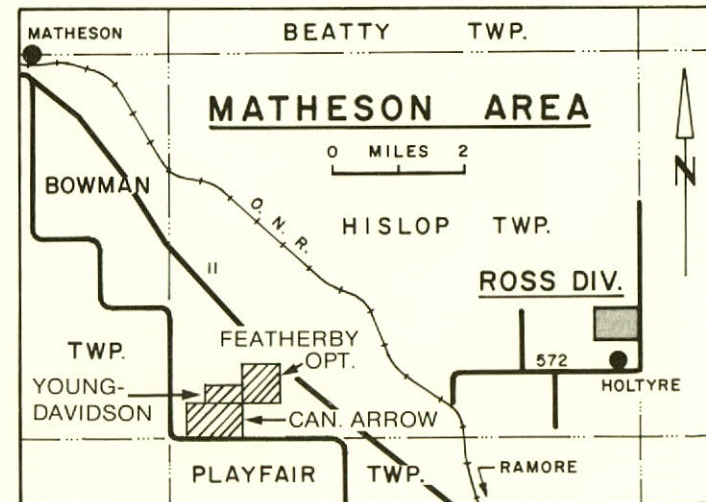 MATHESON
BEATTY TWP.
MATHESON AREA
0 MILES 2
N
BOWMAN
O. N. R.
HISLOP TWP.
11
ROSS DIV.
FEATHERBY
OPT.
TWP.
572
YOUNG-
DAVIDSON
HOLTYRE
CAN. ARROW
PLAYFAIR TWP.
RAMORE